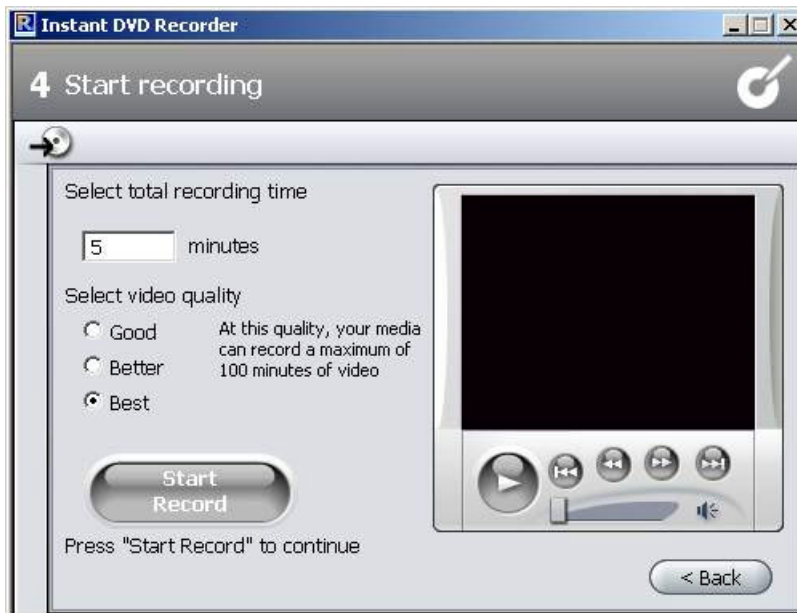 R Instant DVD Recorder
4 Start recording
Select total recording time
5 minutes
Select video quality
Good
Better
Best
At this quality, your media
can record a maximum of
100 minutes of video
Start
Record
Press "Start Record" to continue
< Back